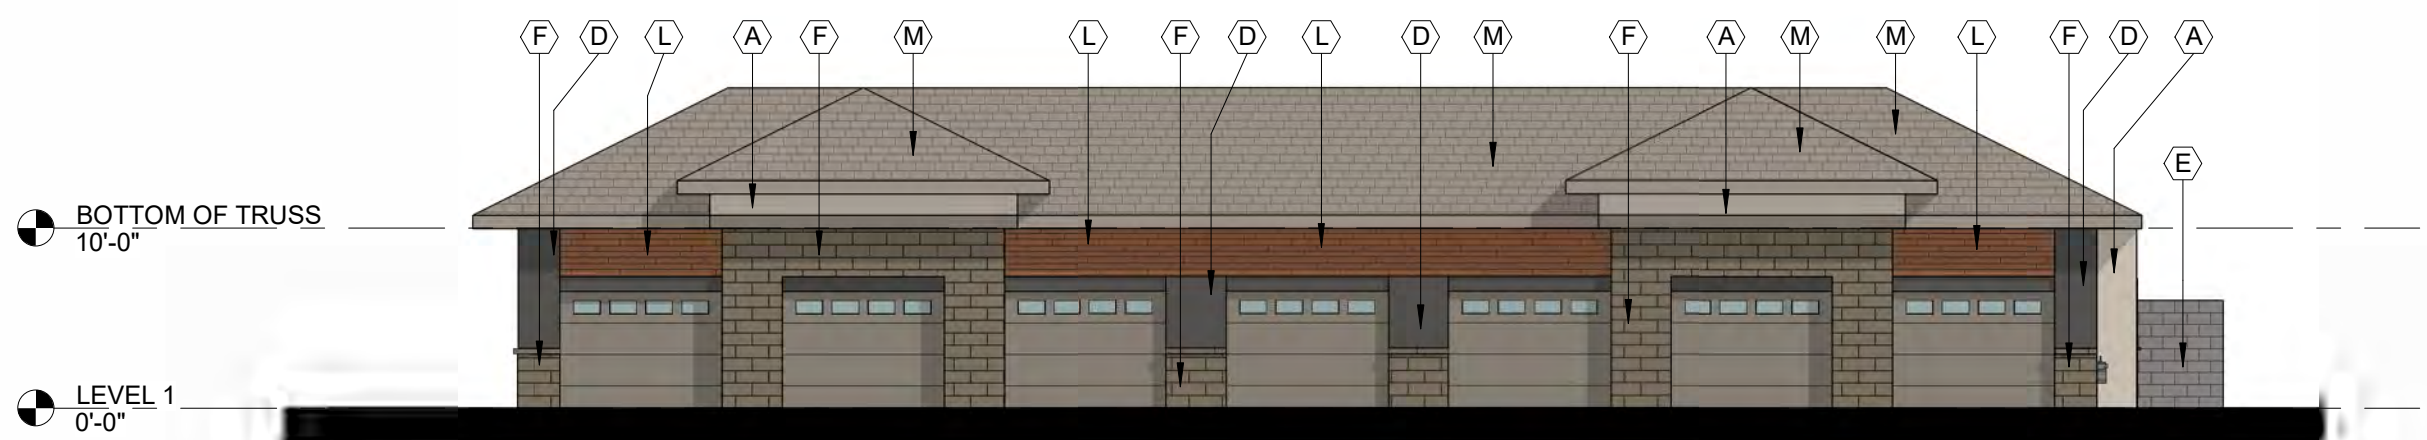 F D L A F M L F D L D M F A M M L F D A
E
BOTTOM OF TRUSS
10'-0"
LEVEL 1
0'-0"